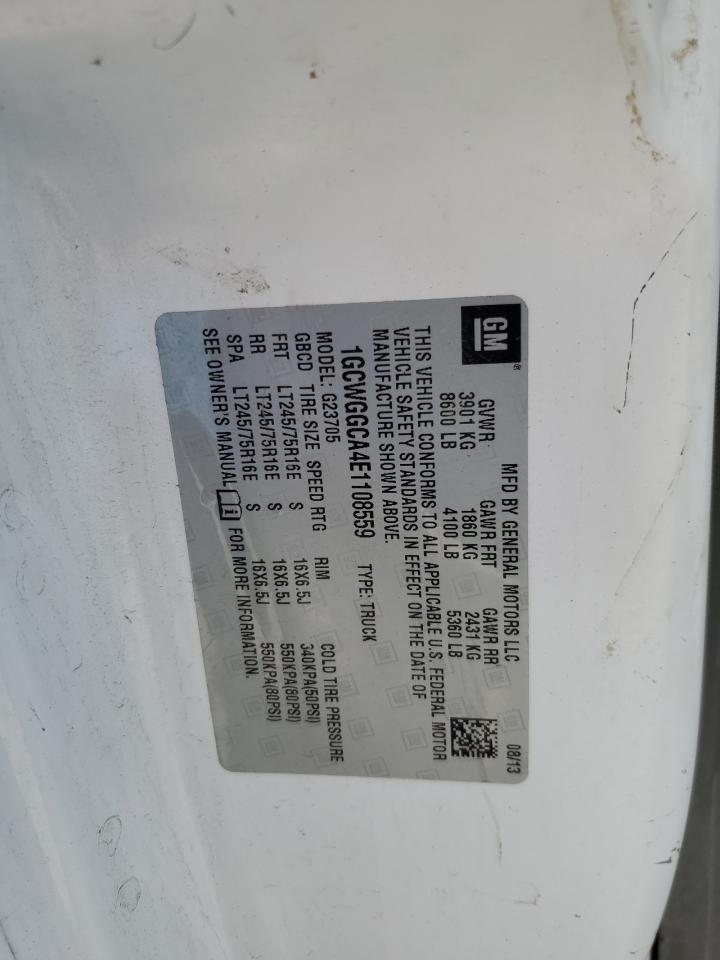 GM ®
MFD BY GENERAL MOTORS LLC 08/13
GVWR GAWR FRT GAWR RR
3901 KG 1860 KG 2431 KG
8600 LB 4100 LB 5360 LB
THIS VEHICLE CONFORMS TO ALL APPLICABLE U.S. FEDERAL MOTOR
VEHICLE SAFETY STANDARDS IN EFFECT ON THE DATE OF
MANUFACTURE SHOWN ABOVE.
1GCWGGCA4E1108559 TYPE: TRUCK
MODEL: G23705
GBCD TIRE SIZE SPEED RTG RIM COLD TIRE PRESSURE
FRT LT245/75R16E S 16X6.5J 340KPA(50PSI)
RR LT245/75R16E S 16X6.5J 550KPA(80PSI)
SPA LT245/75R16E S 16X6.5J 550KPA(80PSI)
SEE OWNER'S MANUAL i FOR MORE INFORMATION.